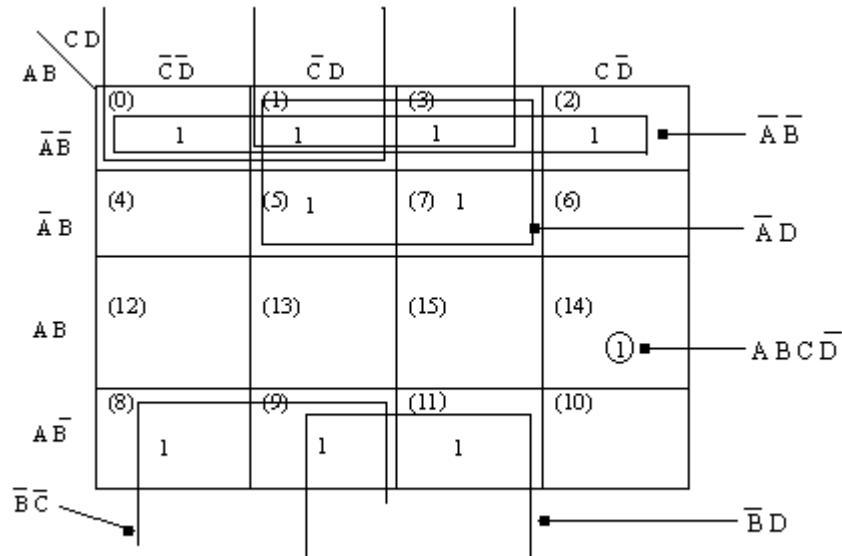 C D
A B
C̅ D̅ C̅ D C D̅
(0) (1) (3) (2)
A̅ B̅ 1 1 1 1 A̅ B̅
(4) (5) 1 (7) 1 (6)
A̅ B
A̅ D
(12) (13) (15) (14)
A B
1 A B C D̅
(8) (9) (11) (10)
A B̅ 1 1 1
B̅ C̅ B̅ D